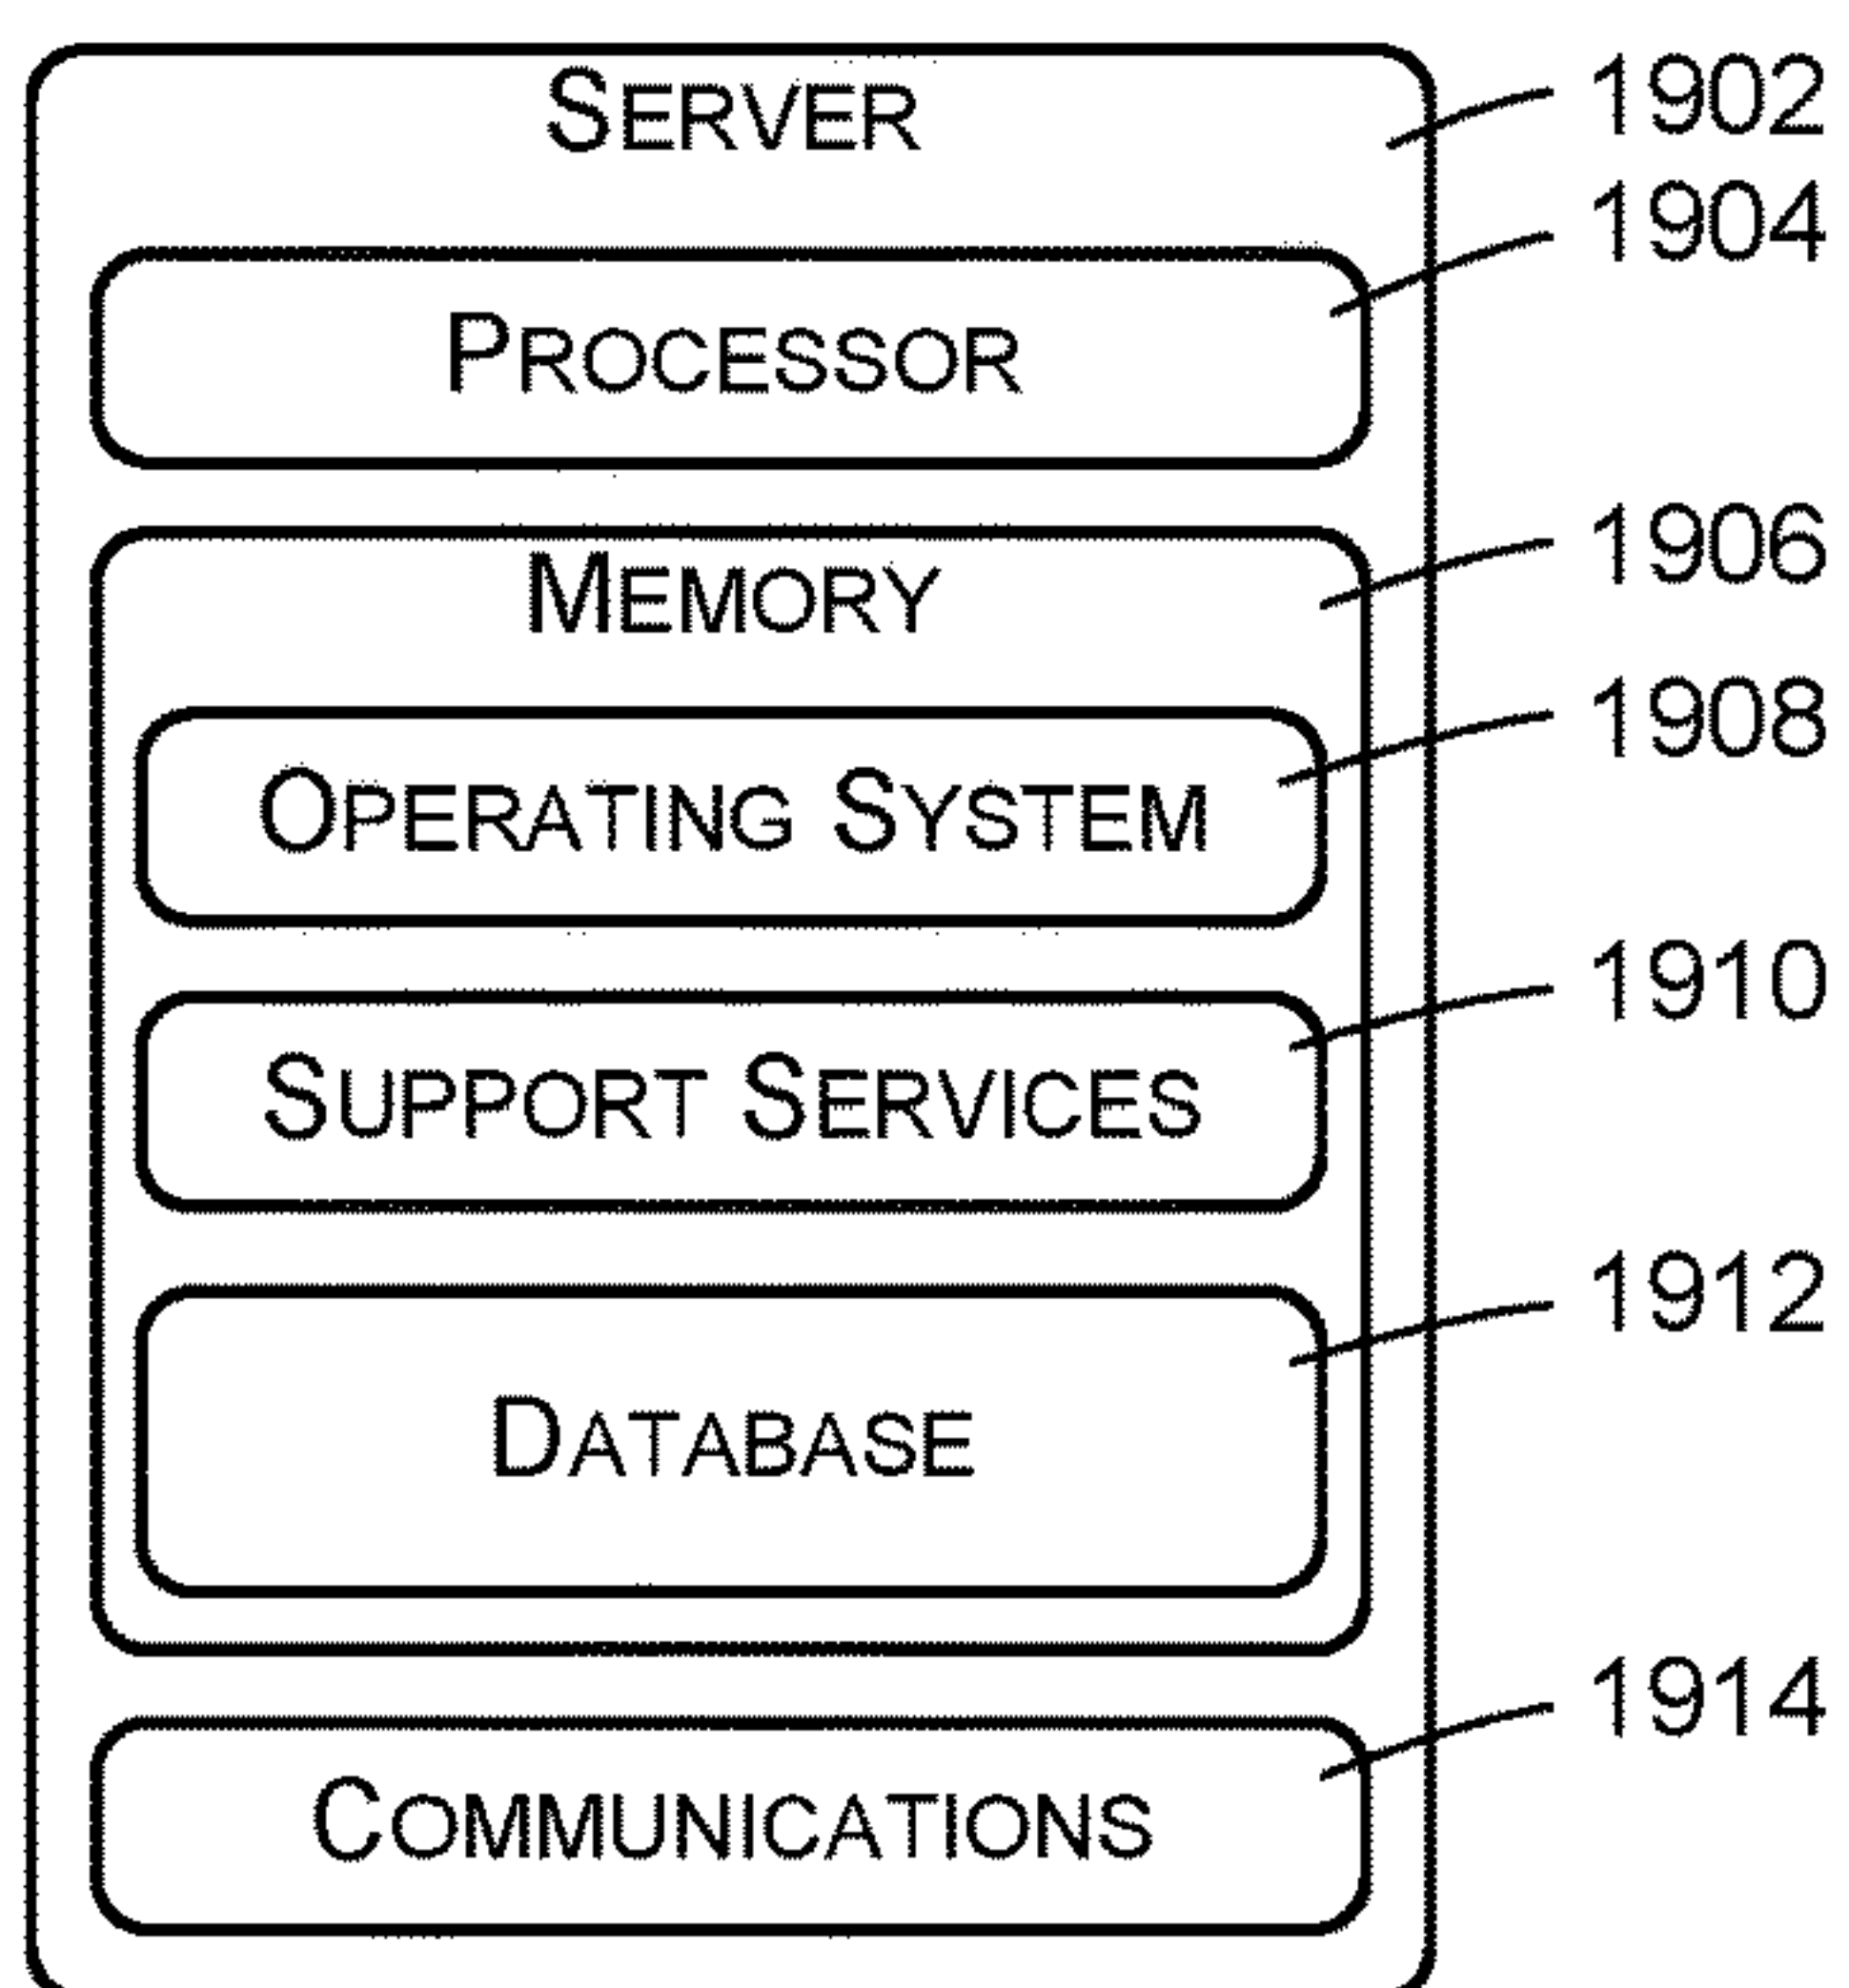 SERVER
1902
1904
PROCESSOR
1906
MEMORY
1908
OPERATING SYSTEM
1910
SUPPORT SERVICES
1912
DATABASE
1914
COMMUNICATIONS